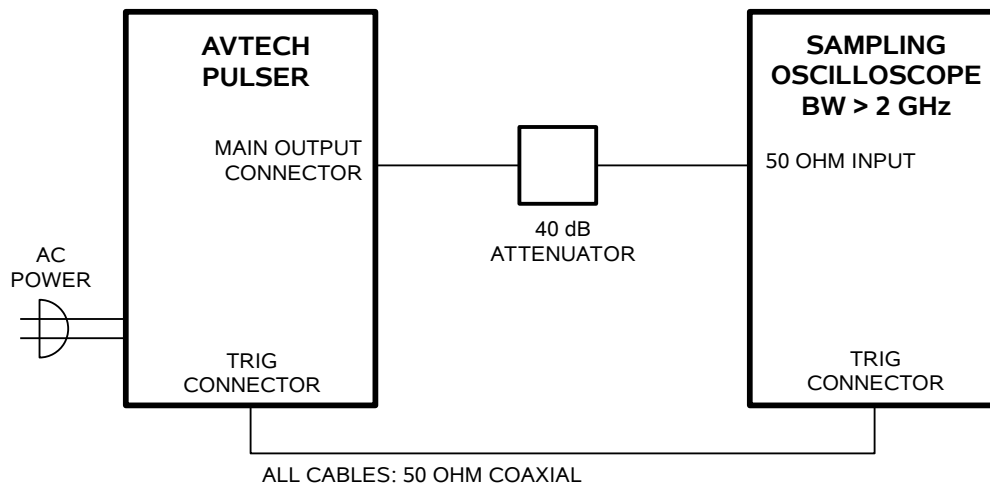 AVTECH
PULSER
MAIN OUTPUT
CONNECTOR
AC
POWER
TRIG
CONNECTOR
40 dB
ATTENUATOR
SAMPLING
OSCILLOSCOPE
BW > 2 GHz
50 OHM INPUT
TRIG
CONNECTOR
ALL CABLES: 50 OHM COAXIAL